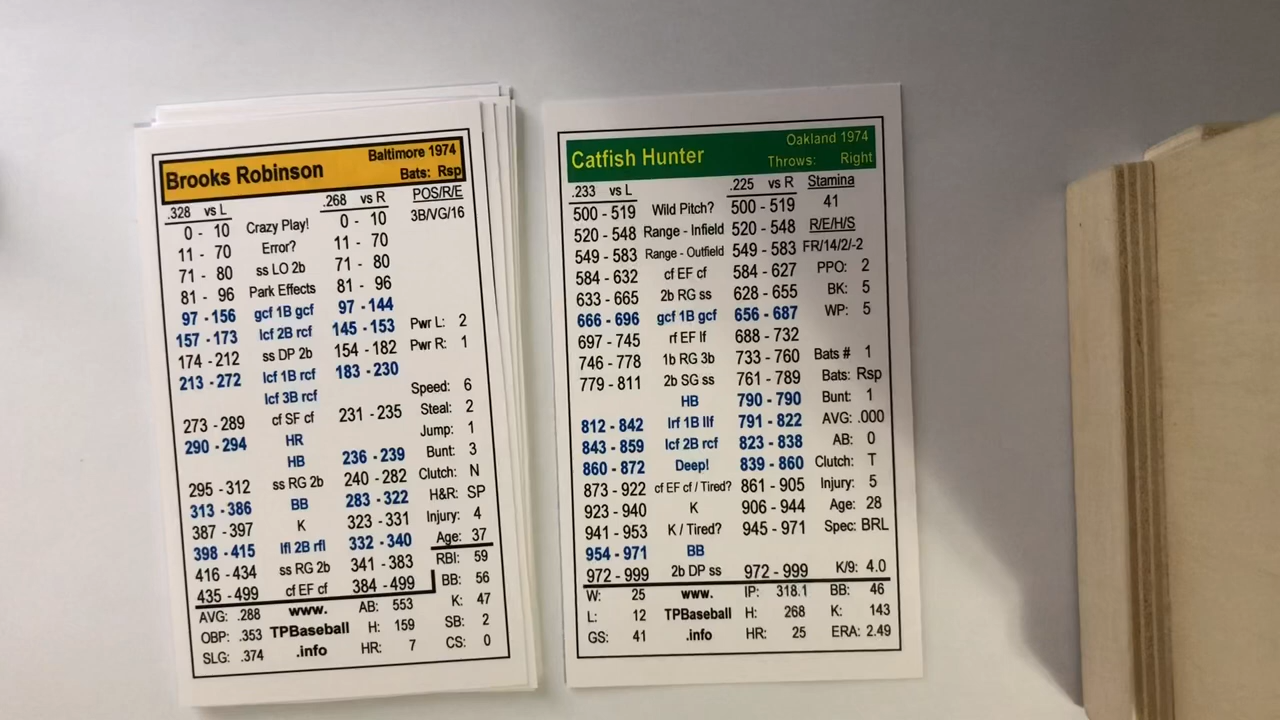 Brooks Robinson Baltimore 1974
Bats: Rsp
.328 vs L .268 vs R POS/R/E
0 - 10 Crazy Play! 0 - 10 3B/VG/16
11 - 70 Error? 11 - 70
71 - 80 ss LO 2b 71 - 80
81 - 96 Park Effects 81 - 96
97 - 156 gcf 1B gcf 97 - 144
157 - 173 lcf 2B rcf 145 - 153 Pwr L: 2
174 - 212 ss DP 2b 154 - 182 Pwr R: 1
213 - 272 lcf 1B rcf 183 - 230
lcf 3B rcf Speed: 6
273 - 289 cf SF cf 231 - 235 Steal: 2
290 - 294 HR Jump: 1
HB 236 - 239 Bunt: 3
295 - 312 ss RG 2b 240 - 282 Clutch: N
313 - 386 BB 283 - 322 H&R: SP
387 - 397 K 323 - 331 Injury: 4
398 - 415 lfl 2B rfl 332 - 340 Age: 37
416 - 434 ss RG 2b 341 - 383 RBI: 59
435 - 499 cf EF cf 384 - 499 BB: 56
AVG: .288 www. AB: 553 K: 47
OBP: .353 TPBaseball H: 159 SB: 2
SLG: .374 .info HR: 7 CS: 0
Catfish Hunter Oakland 1974
Throws: Right
.233 vs L .225 vs R Stamina
500 - 519 Wild Pitch? 500 - 519 41
520 - 548 Range - Infield 520 - 548 R/E/H/S
549 - 583 Range - Outfield 549 - 583 FR/14/2/-2
584 - 632 cf EF cf 584 - 627 PPO: 2
633 - 665 2b RG ss 628 - 655 BK: 5
666 - 696 gcf 1B gcf 656 - 687 WP: 5
697 - 745 rf EF lf 688 - 732
746 - 778 1b RG 3b 733 - 760 Bats # 1
779 - 811 2b SG ss 761 - 789 Bats: Rsp
HB 790 - 790 Bunt: 1
812 - 842 lrf 1B llf 791 - 822 AVG: .000
843 - 859 lcf 2B rcf 823 - 838 AB: 0
860 - 872 Deep! 839 - 860 Clutch: T
873 - 922 cf EF cf / Tired? 861 - 905 Injury: 5
923 - 940 K 906 - 944 Age: 28
941 - 953 K / Tired? 945 - 971 Spec: BRL
954 - 971 BB
972 - 999 2b DP ss 972 - 999 K/9: 4.0
W: 25 www. IP: 318.1 BB: 46
L: 12 TPBaseball H: 268 K: 143
GS: 41 .info HR: 25 ERA: 2.49